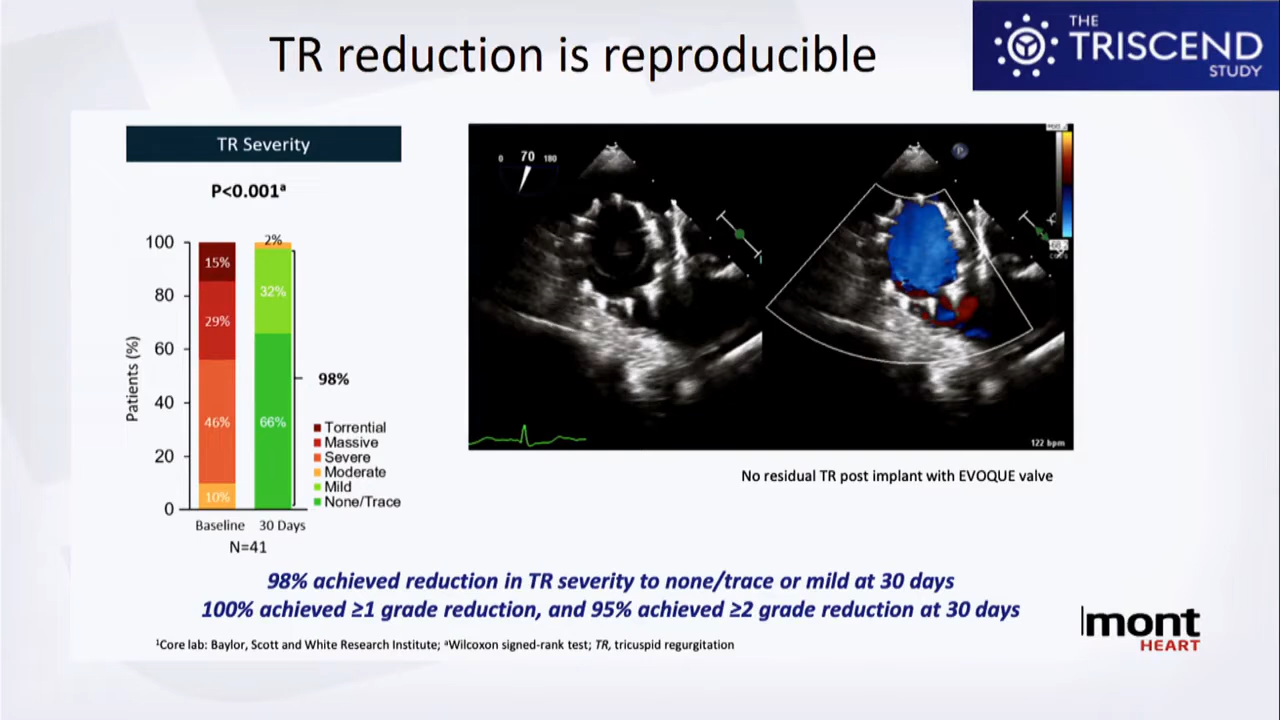 TR reduction is reproducible
THE
TRISCEND
STUDY
TR Severity
P<0.001ᵃ
Patients (%)
100
80
60
40
20
0
15%
29%
46%
10%
2%
32%
66%
98%
Torrential
Massive
Severe
Moderate
Mild
None/Trace
Baseline 30 Days
N=41
0 70 180
P
122 bpm
No residual TR post implant with EVOQUE valve
98% achieved reduction in TR severity to none/trace or mild at 30 days
100% achieved ≥1 grade reduction, and 95% achieved ≥2 grade reduction at 30 days
¹Core lab: Baylor, Scott and White Research Institute; ᵃWilcoxon signed-rank test; TR, tricuspid regurgitation
mont
HEART